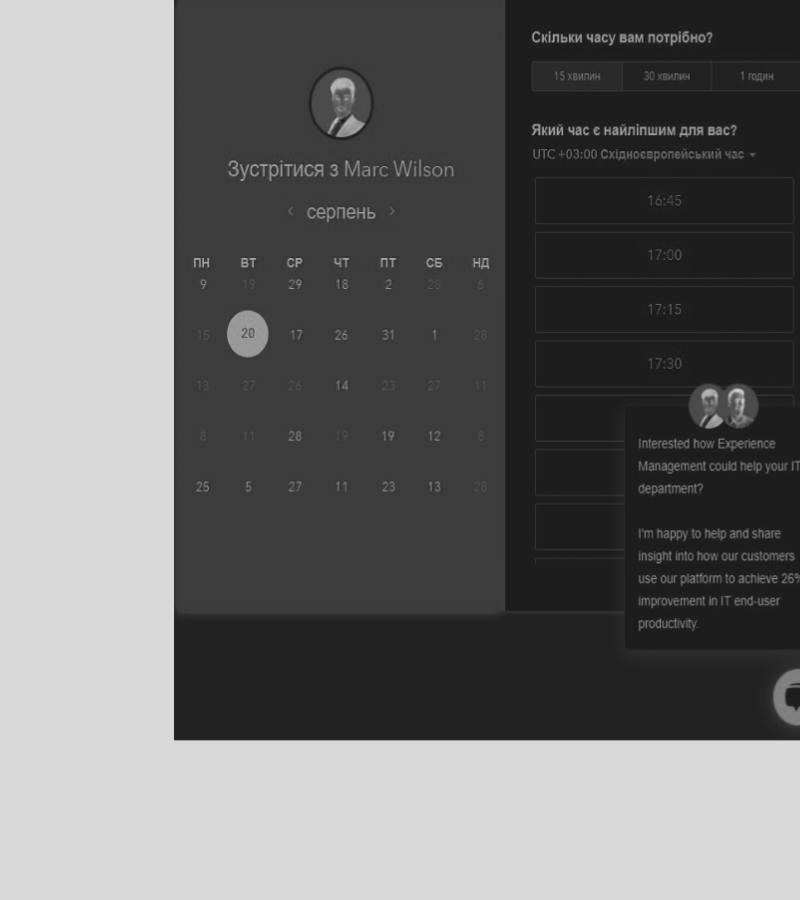 Зустрітися з Marc Wilson
‹ серпень ›
ПН ВТ СР ЧТ ПТ СБ НД
9 19 29 18 2 28 6
15 20 17 26 31 1 28
13 27 26 14 23 27 11
8 11 28 19 19 12 8
25 5 27 11 23 13 28
Скільки часу вам потрібно?
15 хвилин 30 хвилин 1 годин
Який час є найліпшим для вас?
UTC +03:00 Східноєвропейський час
16:45
17:00
17:15
17:30
Interested how Experience
Management could help your IT
department?
I'm happy to help and share
insight into how our customers
use our platform to achieve 26%
improvement in IT end-user
productivity.